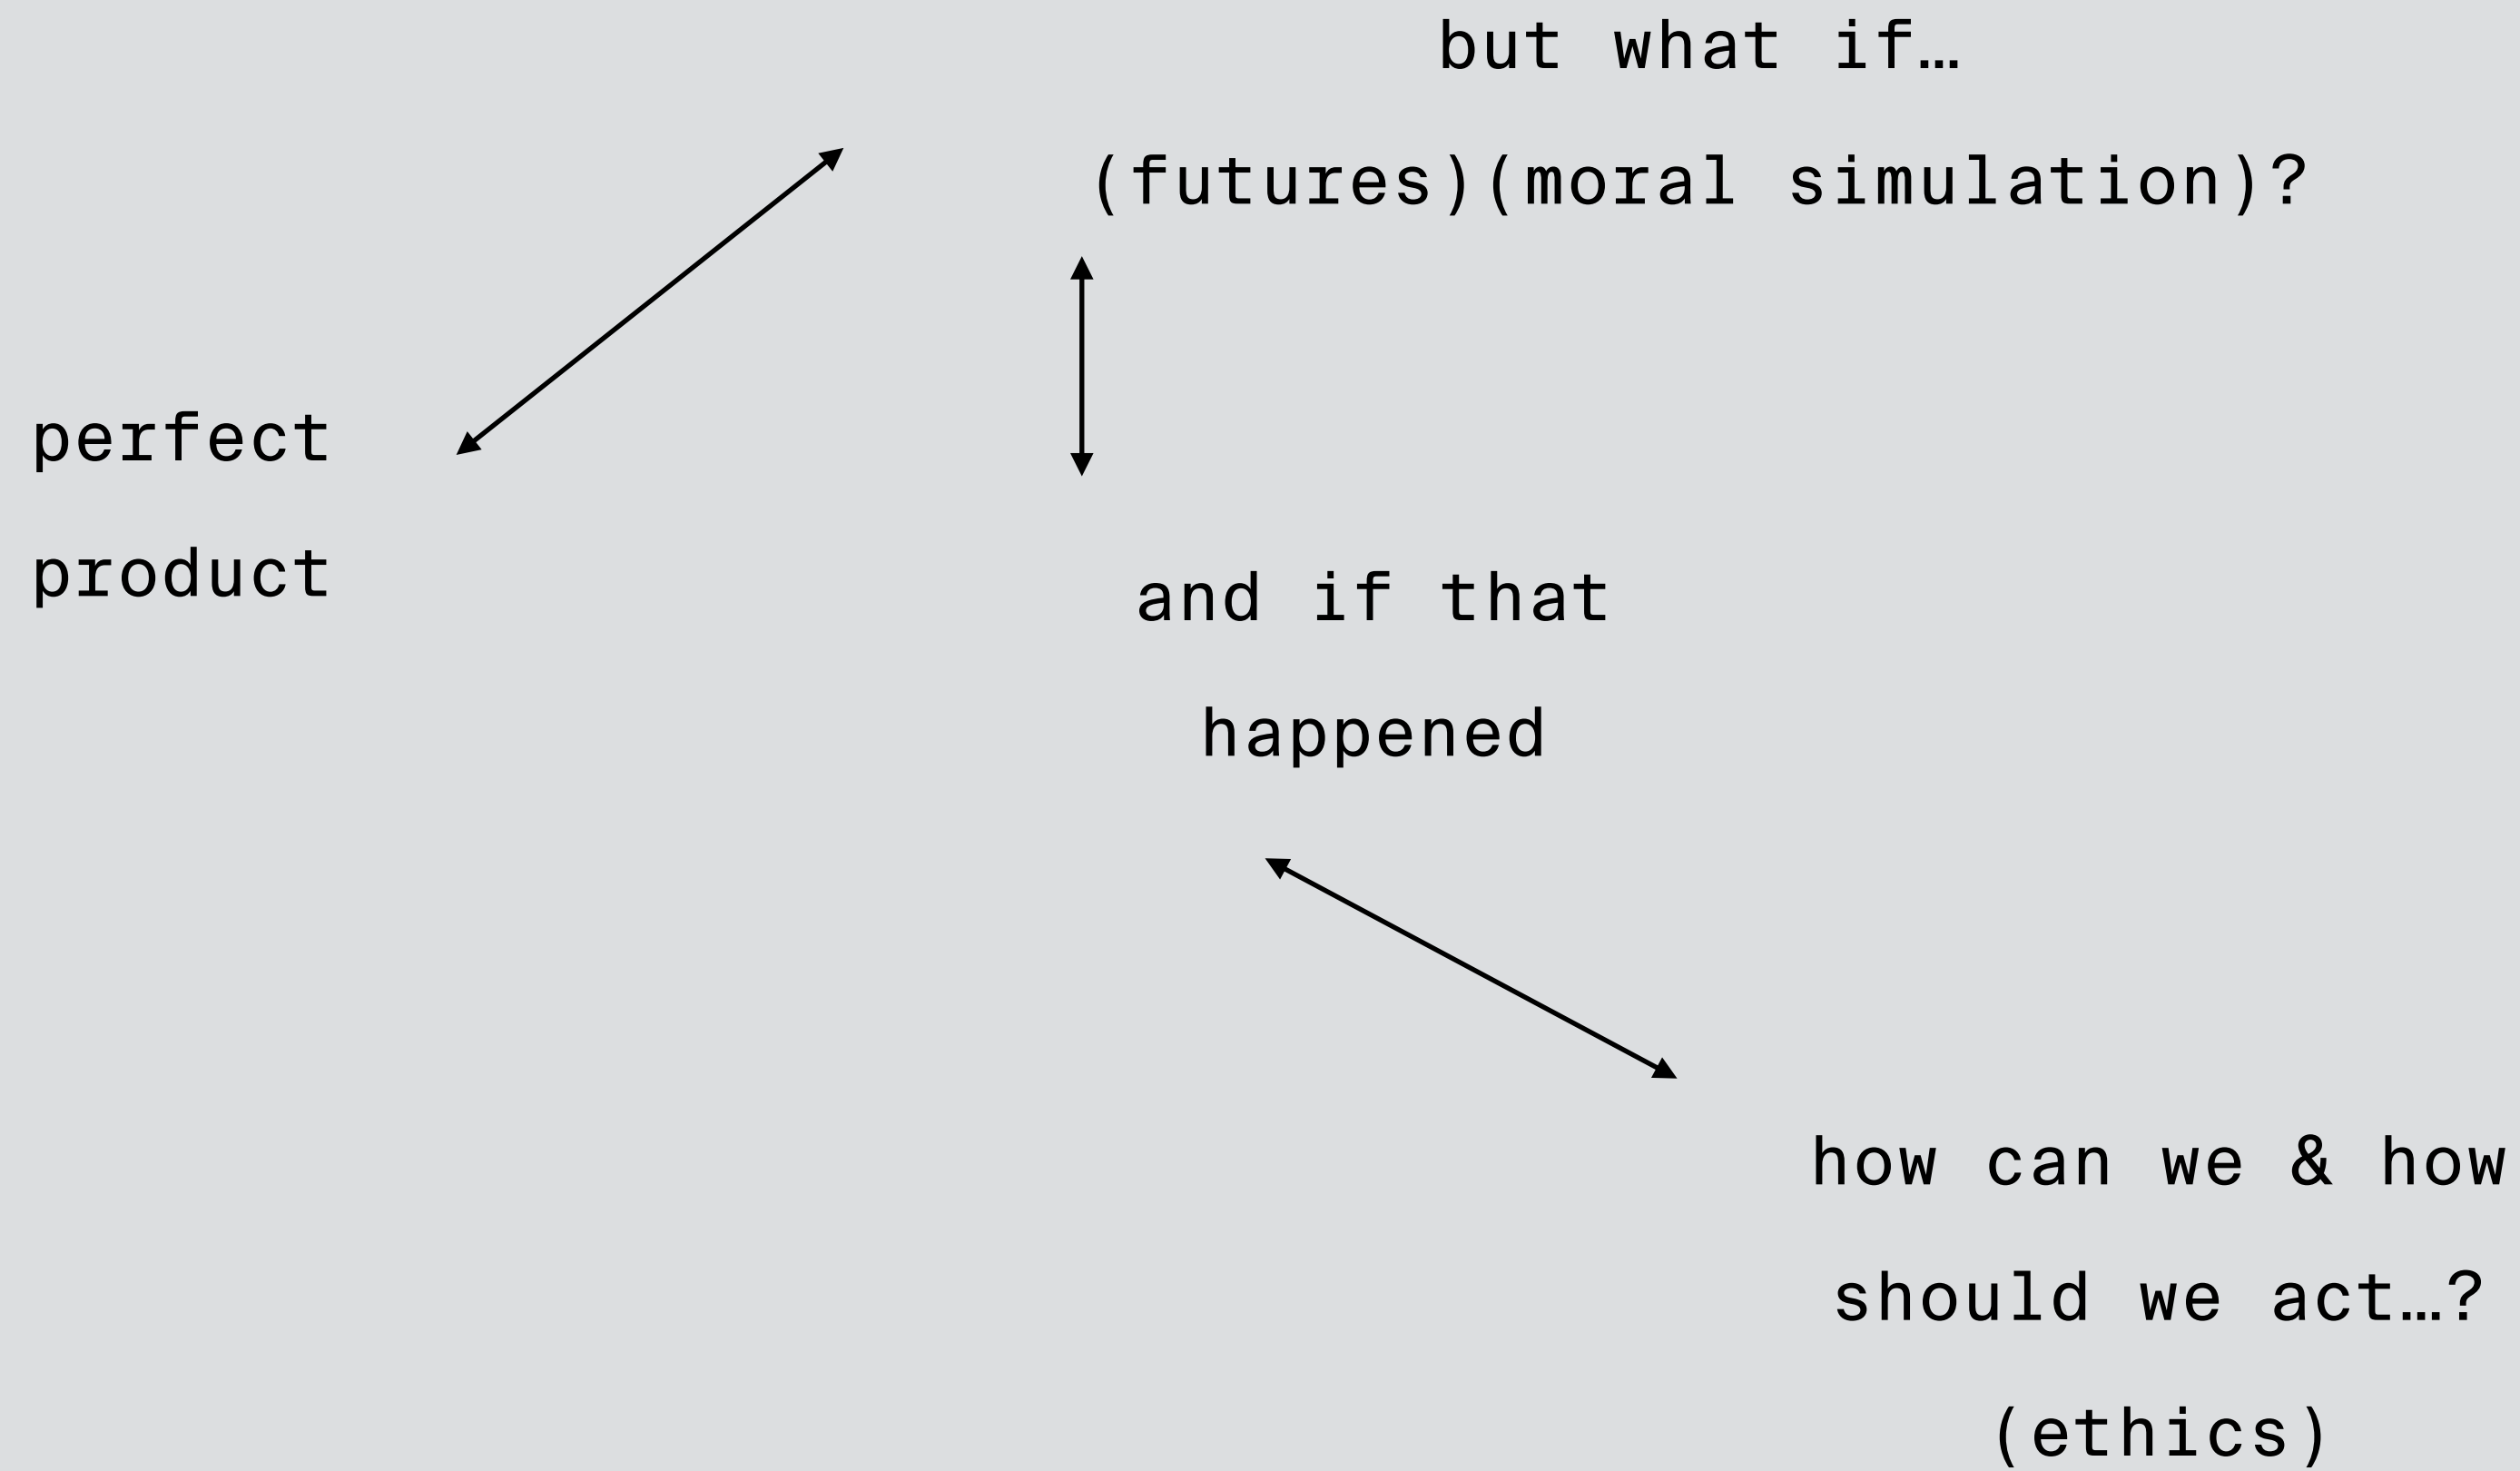 but what if…
(futures)(moral simulation)?
perfect
product
and if that
happened
how can we & how
should we act…?
(ethics)